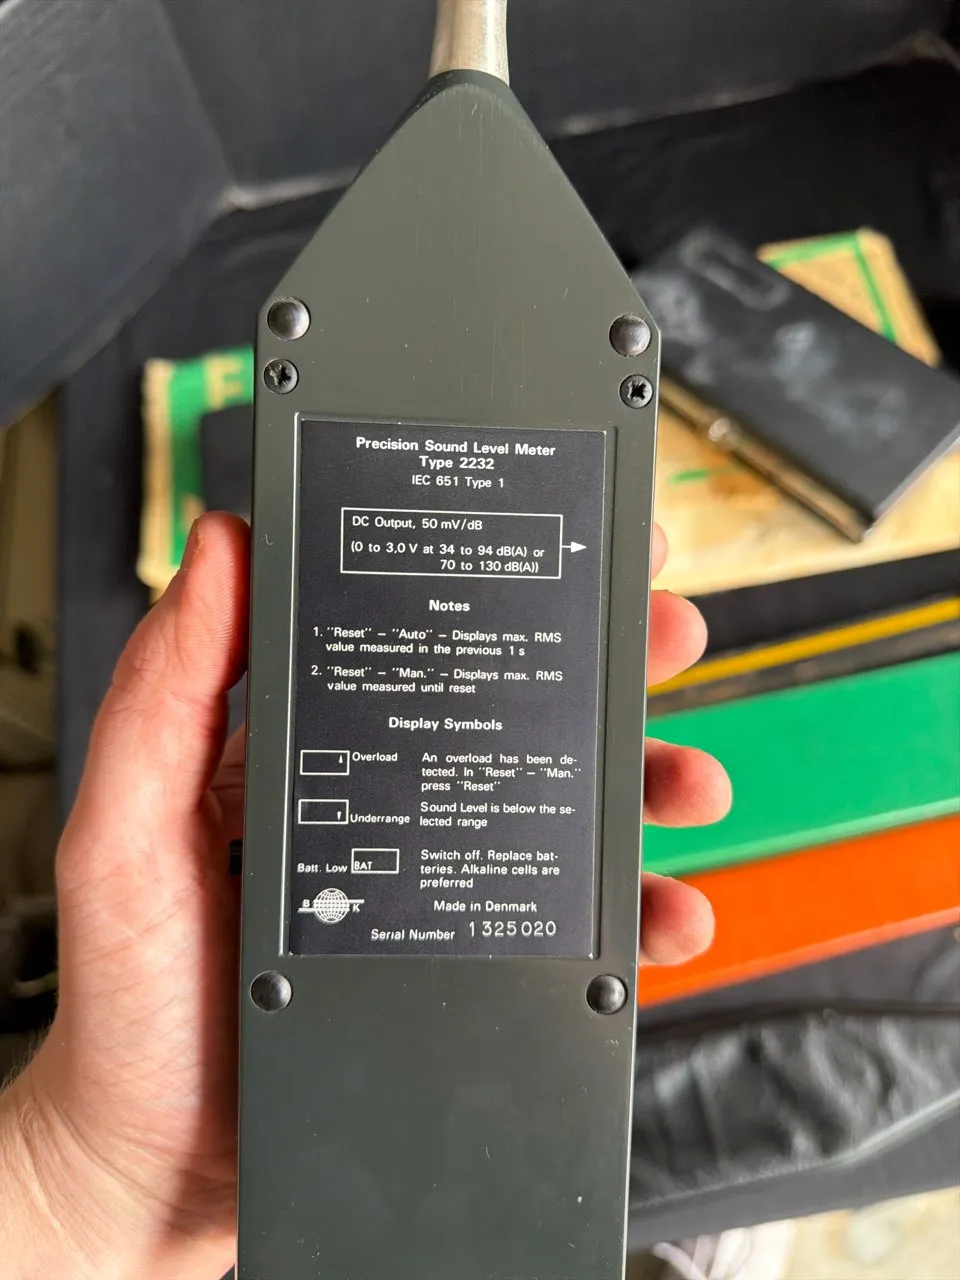 Precision Sound Level Meter
Type 2232
IEC 651 Type 1
DC Output, 50 mV/dB
(0 to 3,0 V at 34 to 94 dB(A) or
70 to 130 dB(A))
Notes
1. "Reset" – "Auto" – Displays max. RMS
value measured in the previous 1 s
2. "Reset" – "Man." – Displays max. RMS
value measured until reset
Display Symbols
Overload
An overload has been de-
tected. In "Reset" – "Man."
press "Reset"
Underrange
Sound Level is below the se-
lected range
Batt. Low BAT
Switch off. Replace bat-
teries. Alkaline cells are
preferred
B K
Made in Denmark
Serial Number 1325020